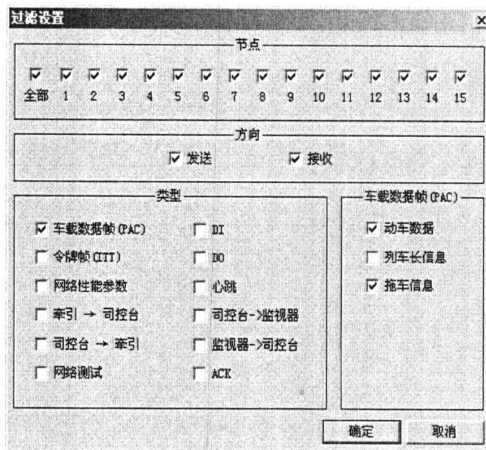 过滤设置
节点
全部 1 2 3 4 5 6 7 8 9 10 11 12 13 14 15
方向
发送 接收
类型
车载数据帧(PAC) DI
令牌帧(ITT) DO
网络性能参数 心跳
牵引 → 司控台 司控台->监视器
司控台 → 牵引 监视器->司控台
网络测试 ACK
车载数据帧(PAC)
动车数据
列车长信息
拖车信息
确定 取消